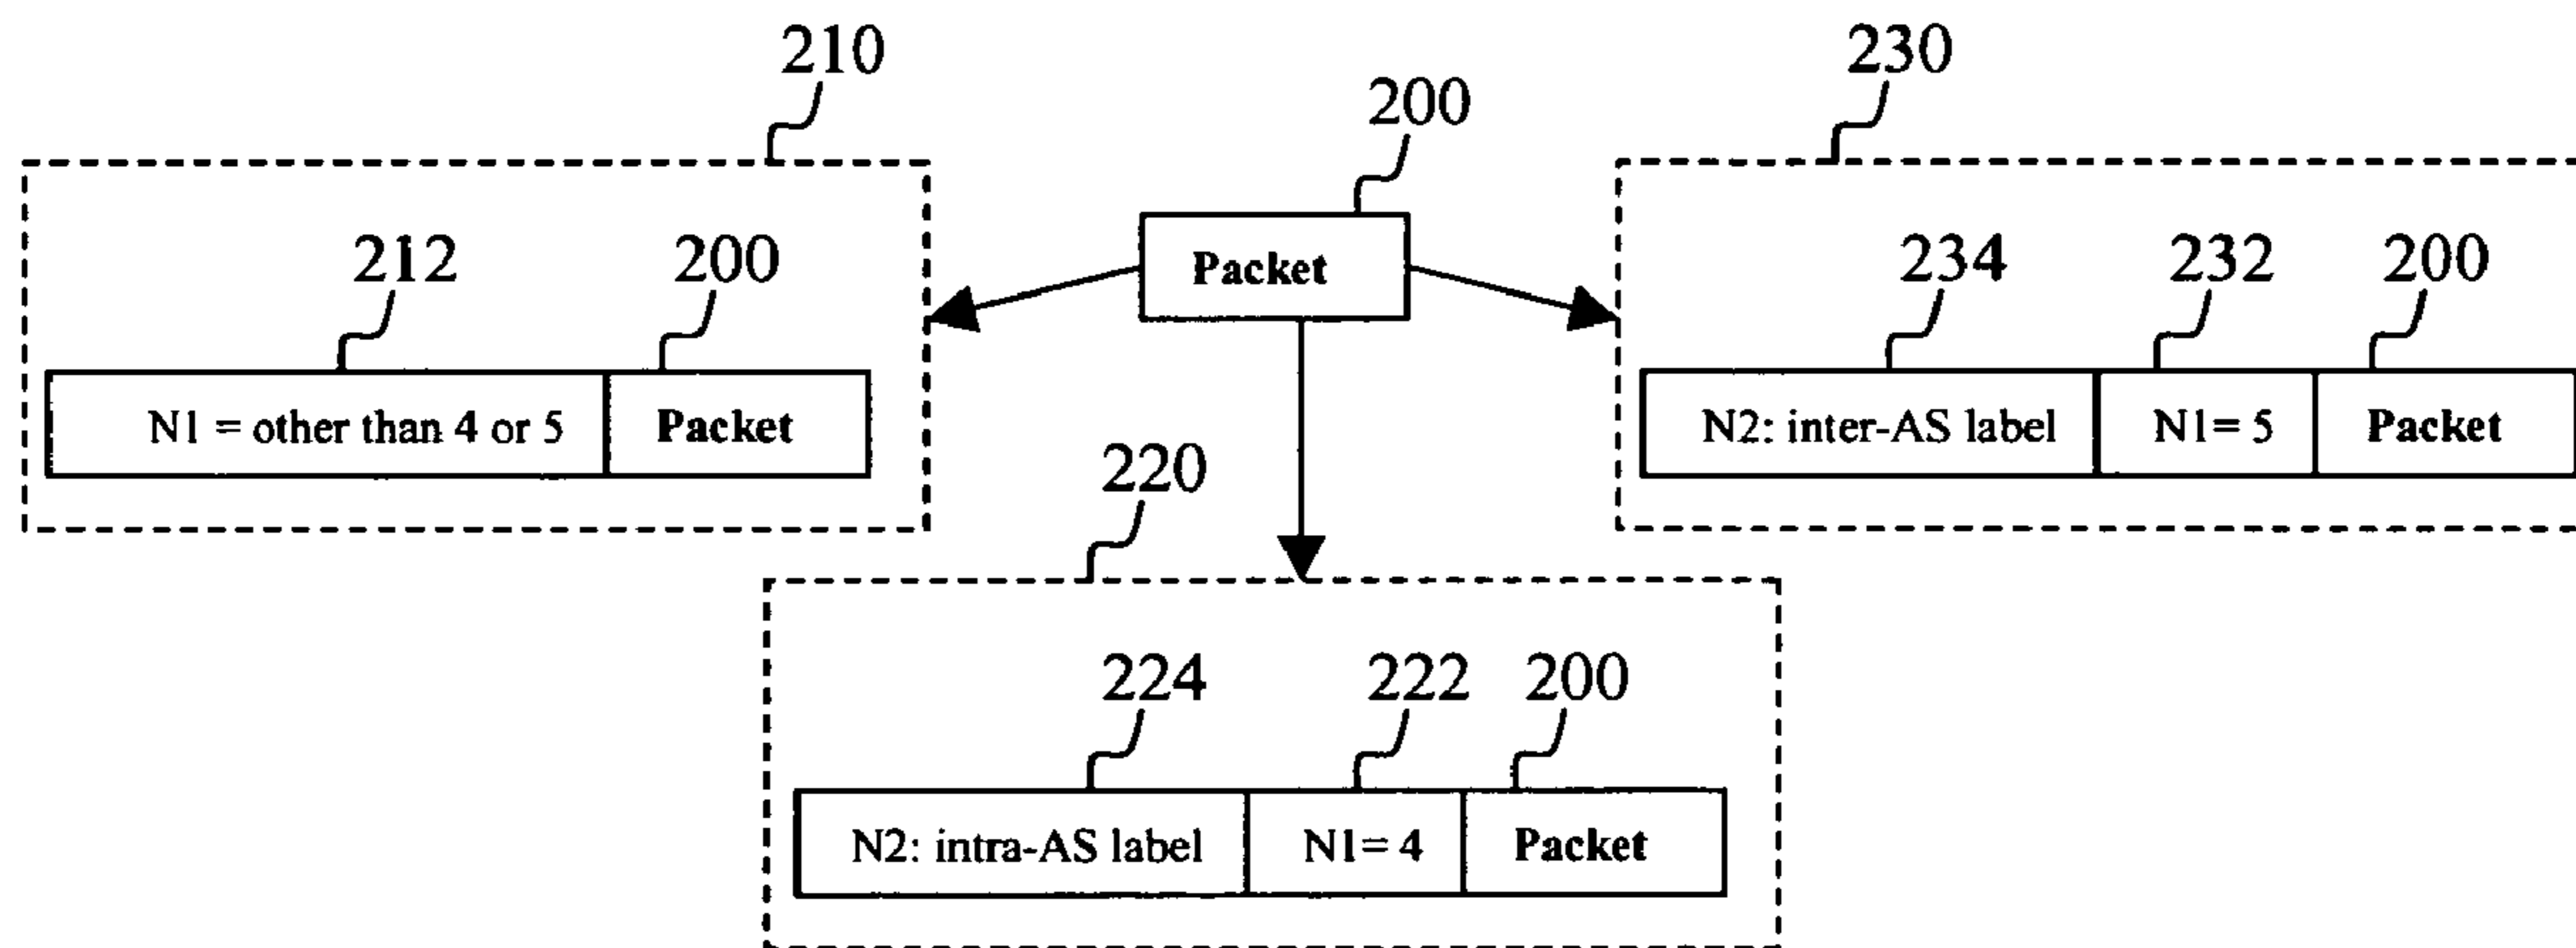 210
230
200
Packet
212
200
N1 = other than 4 or 5
Packet
234
232
200
N2: inter-AS label
N1= 5
Packet
220
224
222
200
N2: intra-AS label
N1= 4
Packet